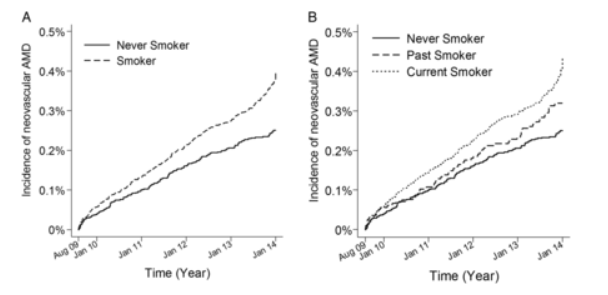 A
Incidence of neovascular AMD
0.5%
0.4%
0.3%
0.2%
0.1%
0%
Never Smoker
Smoker
Aug 09
Jan 10
Jan 11
Jan 12
Jan 13
Jan 14
Time (Year)
B
Incidence of neovascular AMD
0.5%
0.4%
0.3%
0.2%
0.1%
0%
Never Smoker
Past Smoker
Current Smoker
Aug 09
Jan 10
Jan 11
Jan 12
Jan 13
Jan 14
Time (Year)